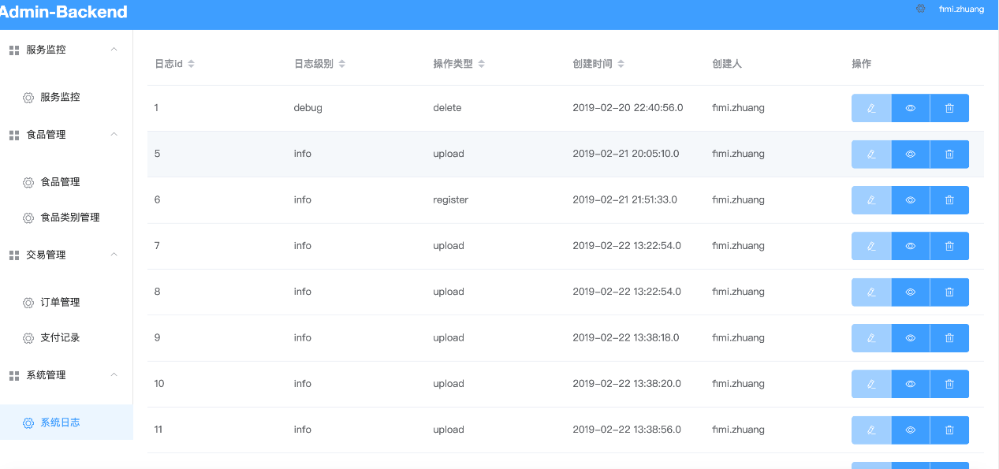 Admin-Backend
fimi.zhuang
服务监控
服务监控
食品管理
食品管理
食品类别管理
交易管理
订单管理
支付记录
系统管理
系统日志
日志id 日志级别 操作类型 创建时间 创建人 操作
1 debug delete 2019-02-20 22:40:56.0 fimi.zhuang
5 info upload 2019-02-21 20:05:10.0 fimi.zhuang
6 info register 2019-02-21 21:51:33.0 fimi.zhuang
7 info upload 2019-02-22 13:22:54.0 fimi.zhuang
8 info upload 2019-02-22 13:22:54.0 fimi.zhuang
9 info upload 2019-02-22 13:38:18.0 fimi.zhuang
10 info upload 2019-02-22 13:38:20.0 fimi.zhuang
11 info upload 2019-02-22 13:38:56.0 fimi.zhuang